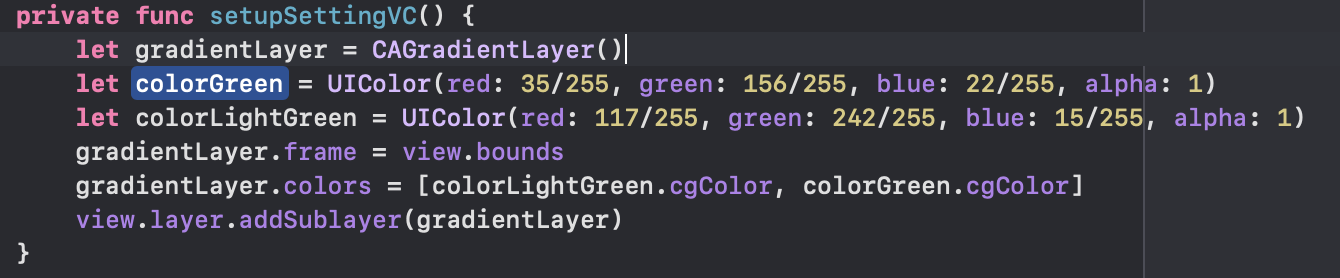 private func setupSettingVC() {
    let gradientLayer = CAGradientLayer()
    let colorGreen = UIColor(red: 35/255, green: 156/255, blue: 22/255, alpha: 1)
    let colorLightGreen = UIColor(red: 117/255, green: 242/255, blue: 15/255, alpha: 1)
    gradientLayer.frame = view.bounds
    gradientLayer.colors = [colorLightGreen.cgColor, colorGreen.cgColor]
    view.layer.addSublayer(gradientLayer)
}